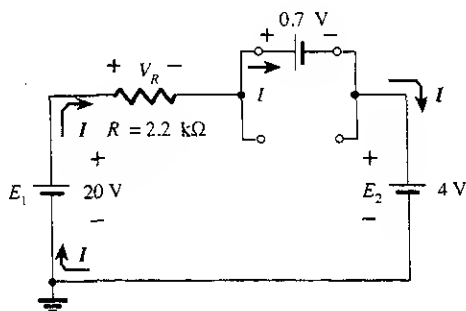 0.7 V
+ −
+ V_R −
I
I R = 2.2 kΩ
I
+ +
E₁ 20 V
E₂ 4 V
− −
I